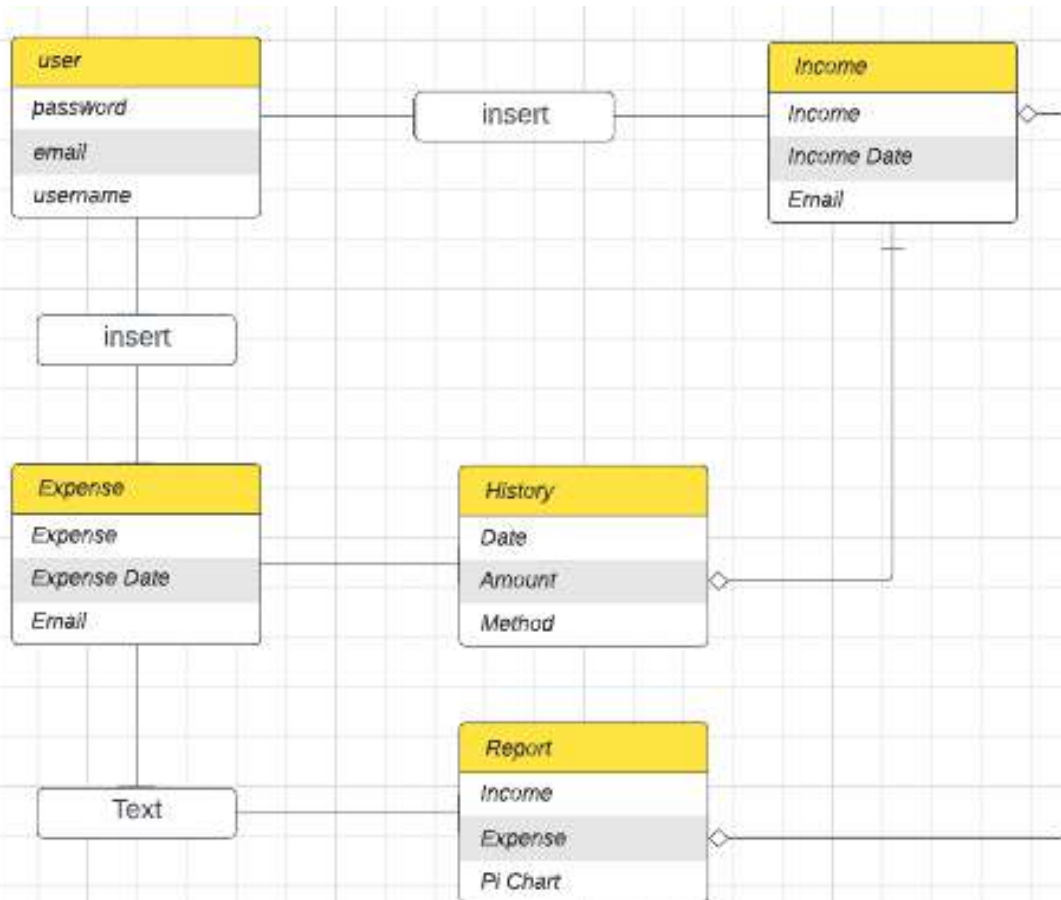 user
password
email
username
insert
Income
Income
Income Date
Email
insert
Expense
Expense
Expense Date
Email
History
Date
Amount
Method
Text
Report
Income
Expense
Pi Chart